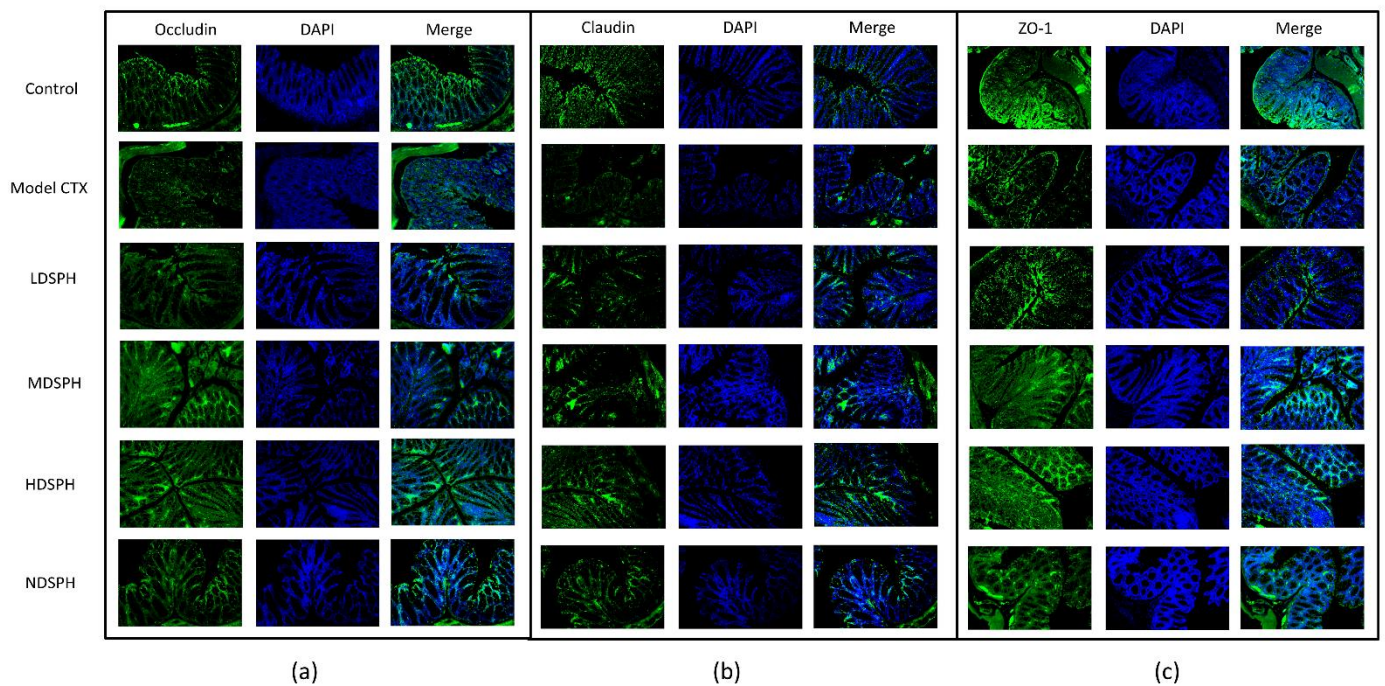 Occludin DAPI Merge Claudin DAPI Merge ZO-1 DAPI Merge
Control
Model CTX
LDSPH
MDSPH
HDSPH
NDSPH
(a) (b) (c)